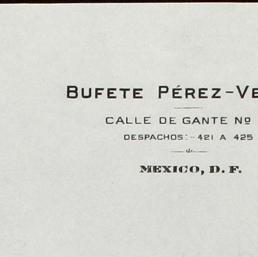 BUFETE PÉREZ-VE
CALLE DE GANTE Nº
DESPACHOS:- 421 A 425
MEXICO, D. F.